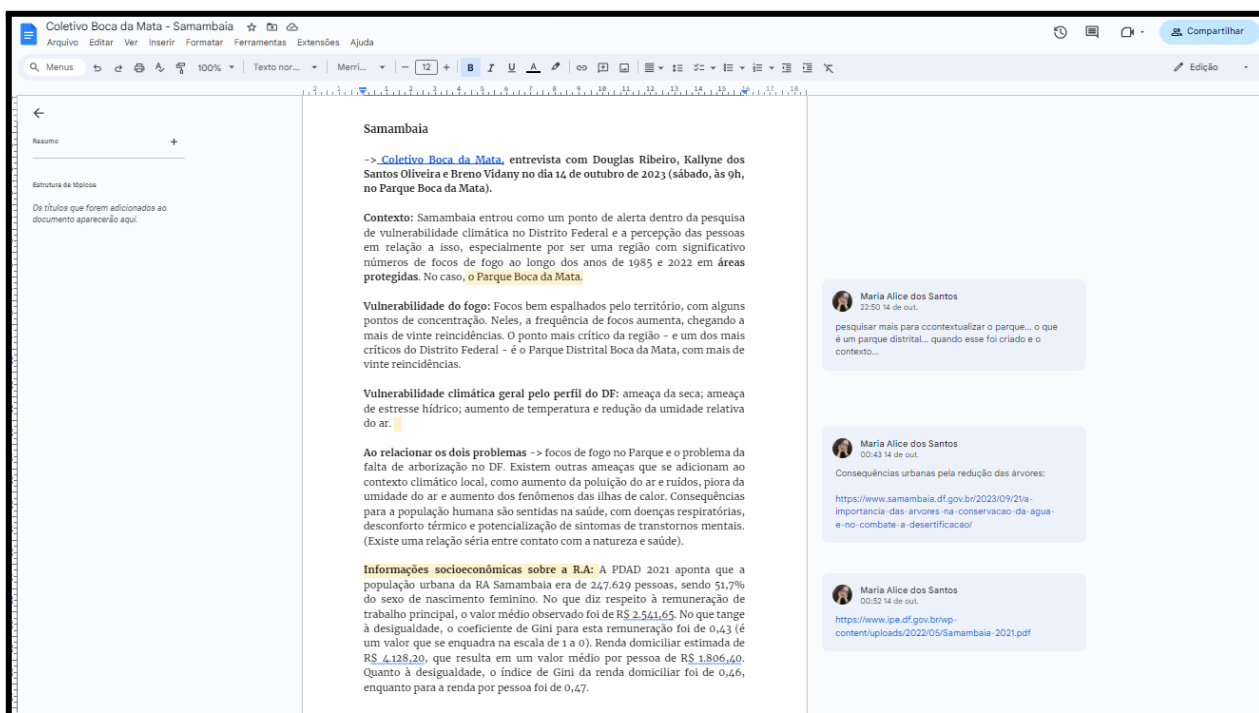 Coletivo Boca da Mata - Samambaia
Arquivo Editar Ver Inserir Formatar Ferramentas Extensões Ajuda
Compartilhar
Menus 100% Texto nor... Merri... 12 B I U A Edição
2 1 1 2 3 4 5 6 7 8 9 10 11 12 13 14 15 16 17 18
Resumo
Estrutura de tópicos
Os títulos que forem adicionados ao
documento aparecerão aqui.
Samambaia
-> Coletivo Boca da Mata, entrevista com Douglas Ribeiro, Kallyne dos
Santos Oliveira e Breno Vidany no dia 14 de outubro de 2023 (sábado, às 9h,
no Parque Boca da Mata).
Contexto: Samambaia entrou como um ponto de alerta dentro da pesquisa
de vulnerabilidade climática no Distrito Federal e a percepção das pessoas
em relação a isso, especialmente por ser uma região com significativo
números de focos de fogo ao longo dos anos de 1985 e 2022 em áreas
protegidas. No caso, o Parque Boca da Mata.
Vulnerabilidade do fogo: Focos bem espalhados pelo território, com alguns
pontos de concentração. Neles, a frequência de focos aumenta, chegando a
mais de vinte reincidências. O ponto mais crítico da região - e um dos mais
críticos do Distrito Federal - é o Parque Distrital Boca da Mata, com mais de
vinte reincidências.
Vulnerabilidade climática geral pelo perfil do DF: ameaça da seca; ameaça
de estresse hídrico; aumento de temperatura e redução da umidade relativa
do ar.
Ao relacionar os dois problemas -> focos de fogo no Parque e o problema da
falta de arborização no DF. Existem outras ameaças que se adicionam ao
contexto climático local, como aumento da poluição do ar e ruídos, piora da
umidade do ar e aumento dos fenômenos das ilhas de calor. Consequências
para a população humana são sentidas na saúde, com doenças respiratórias,
desconforto térmico e potencialização de sintomas de transtornos mentais.
(Existe uma relação séria entre contato com a natureza e saúde).
Informações socioeconômicas sobre a R.A: A PDAD 2021 aponta que a
população urbana da RA Samambaia era de 247.629 pessoas, sendo 51,7%
do sexo de nascimento feminino. No que diz respeito à remuneração de
trabalho principal, o valor médio observado foi de R$ 2.541,65. No que tange
à desigualdade, o coeficiente de Gini para esta remuneração foi de 0,43 (é
um valor que se enquadra na escala de 1 a 0). Renda domiciliar estimada de
R$ 4.128,20, que resulta em um valor médio por pessoa de R$ 1.806,40.
Quanto à desigualdade, o índice de Gini da renda domiciliar foi de 0,46,
enquanto para a renda por pessoa foi de 0,47.
Maria Alice dos Santos
22:50 14 de out.
pesquisar mais para ccontextualizar o parque... o que
é um parque distrital... quando esse foi criado e o
contexto...
Maria Alice dos Santos
00:43 14 de out.
Consequências urbanas pela redução das árvores:
https://www.samambaia.df.gov.br/2023/09/21/a-
importancia-das-arvores-na-conservacao-da-agua-
e-no-combate-a-desertificacao/
Maria Alice dos Santos
00:52 14 de out.
https://www.ipe.df.gov.br/wp-
content/uploads/2022/05/Samambaia-2021.pdf